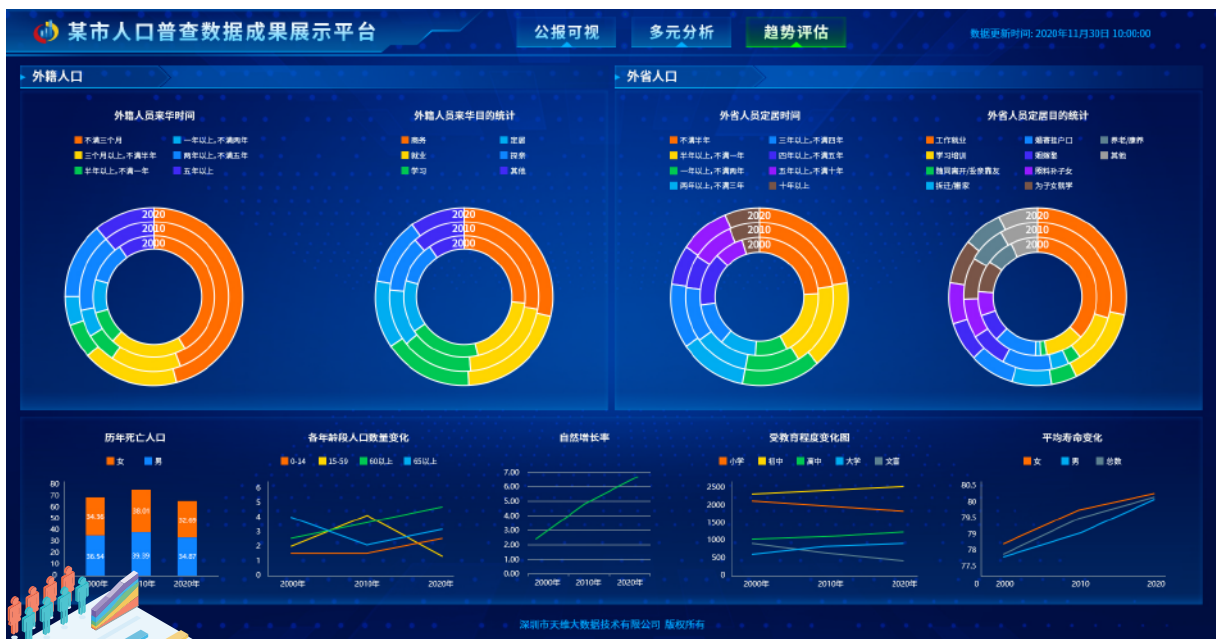 某市人口普查数据成果展示平台
公报可视
多元分析
趋势评估
数据更新时间: 2020年11月30日 10:00:00
外籍人口
外省人口
外籍人员来华时间
不满三个月
一年以上,不满两年
三个月以上,不满半年
两年以上,不满五年
半年以上,不满一年
五年以上
2020
2010
2000
外籍人员来华目的统计
商务
定居
就业
探亲
学习
其他
2020
2010
2000
外省人员定居时间
不满半年
三年以上,不满四年
半年以上,不满一年
四年以上,不满五年
一年以上,不满两年
五年以上,不满十年
两年以上,不满三年
十年以上
2020
2010
2000
外省人员定居目的统计
工作就业
养老/康养
学习培训
其他
拆迁/搬家
为子女就学
2020
2010
2000
历年死亡人口
女
男
80
70
60
50
40
30
20
10
0
34.36
38.01
32.69
36.54
39.39
34.87
2020年
各年龄段人口数量变化
0-14
15-59
60以上
65以上
6
5
4
3
2
1
0
2000年
2010年
2020年
自然增长率
7.00
6.00
5.00
4.00
3.00
2.00
1.00
0.00
2000年
2010年
2020年
受教育程度变化图
小学
初中
高中
大学
文盲
2500
2000
1500
1000
500
0
2000年
2010年
2020年
平均寿命变化
女
男
总数
80.5
80
79.5
79
78
77.5
0
2000
2010
2020
深圳市天维大数据技术有限公司 版权所有